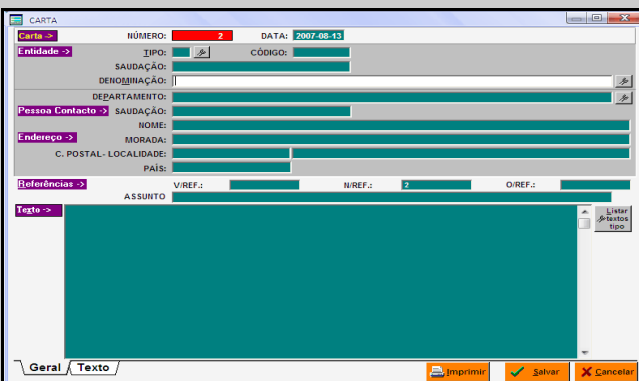 CARTA
Carta -> NÚMERO: 2 DATA: 2007-08-13
Entidade -> TIPO: CÓDIGO:
SAUDAÇÃO:
DENOMINAÇÃO:
DEPARTAMENTO:
Pessoa Contacto -> SAUDAÇÃO:
NOME:
Endereço -> MORADA:
C. POSTAL- LOCALIDADE:
PAÍS:
Referências -> V/REF.: N/REF.: 2 O/REF.:
ASSUNTO
Texto ->
Listar
textos
tipo
Geral Texto
Imprimir Salvar Cancelar